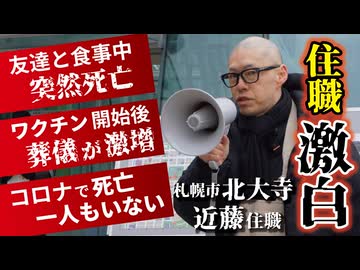 友達と食事中
突然死亡
ワクチン開始後
葬儀が激増
コロナで死亡
一人もいない
住職激白
札幌市北大寺
近藤住職